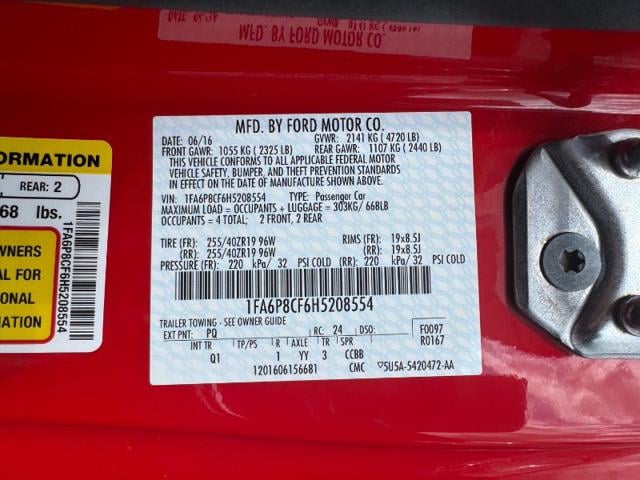 MFD. BY FORD MOTOR CO.
MFD. BY FORD MOTOR CO.
DATE: 06/16 GVWR: 2141 KG ( 4720 LB)
FRONT GAWR: 1055 KG ( 2325 LB) REAR GAWR: 1107 KG ( 2440 LB)
THIS VEHICLE CONFORMS TO ALL APPLICABLE FEDERAL MOTOR
VEHICLE SAFETY, BUMPER, AND THEFT PREVENTION STANDARDS
IN EFFECT ON THE DATE OF MANUFACTURE SHOWN ABOVE.
VIN: 1FA6P8CF6H5208554 TYPE: Passenger Car
MAXIMUM LOAD = OCCUPANTS + LUGGAGE = 303KG / 668LB
OCCUPANTS = 4 TOTAL; 2 FRONT, 2 REAR
TIRE (FR): 255/40ZR19 96W RIMS (FR): 19x8.5J
(RR): 255/40ZR19 96W (RR): 19x8.5J
PRESSURE (FR): 220 kPa/ 32 PSI COLD (RR): 220 kPa/ 32 PSI COLD
1FA6P8CF6H5208554
TRAILER TOWING - SEE OWNER GUIDE
EXT PNT: PQ RC: 24 DSO: F0097
R0167
INT TR TP/PS R AXLE TR SPR
Q1 1 YY 3 CCBB
1201606156681 CMC 5U5A-5420472-AA
FORMATION
REAR: 2
68 lbs.
WNERS
AL FOR
IONAL
MATION
1FA6P8CF6H5208554